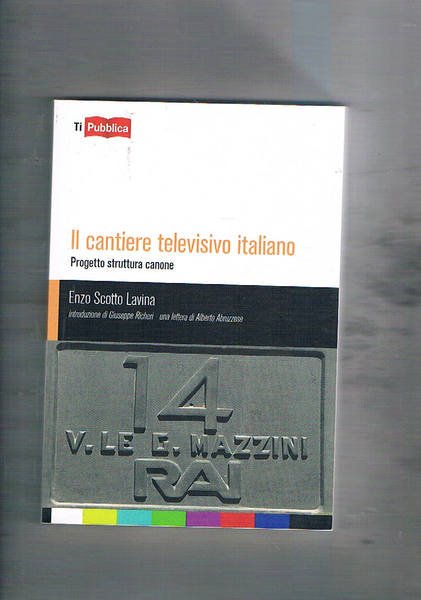 Ti Pubblica
Il cantiere televisivo italiano
Progetto struttura canone
Enzo Scotto Lavina
introduzione di Giuseppe Richeri - una lettera di Alberto Abruzzese
14
V.LE G. MAZZINI
RAI